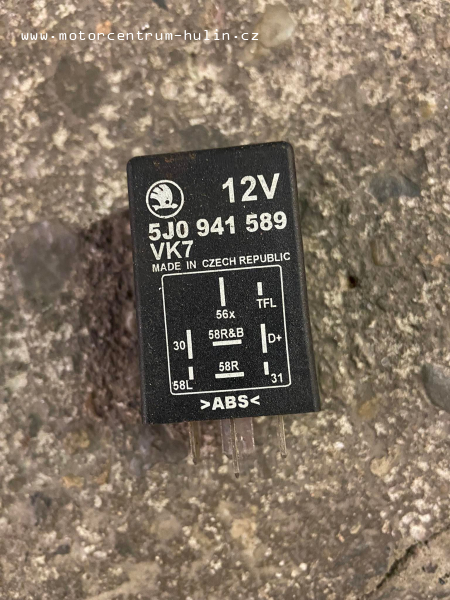 www.motorcentrum-hulin.cz
12V
5J0 941 589
VK7
MADE IN CZECH REPUBLIC
TFL
56x
58R&B
30
D+
58R
58L
31
>ABS<